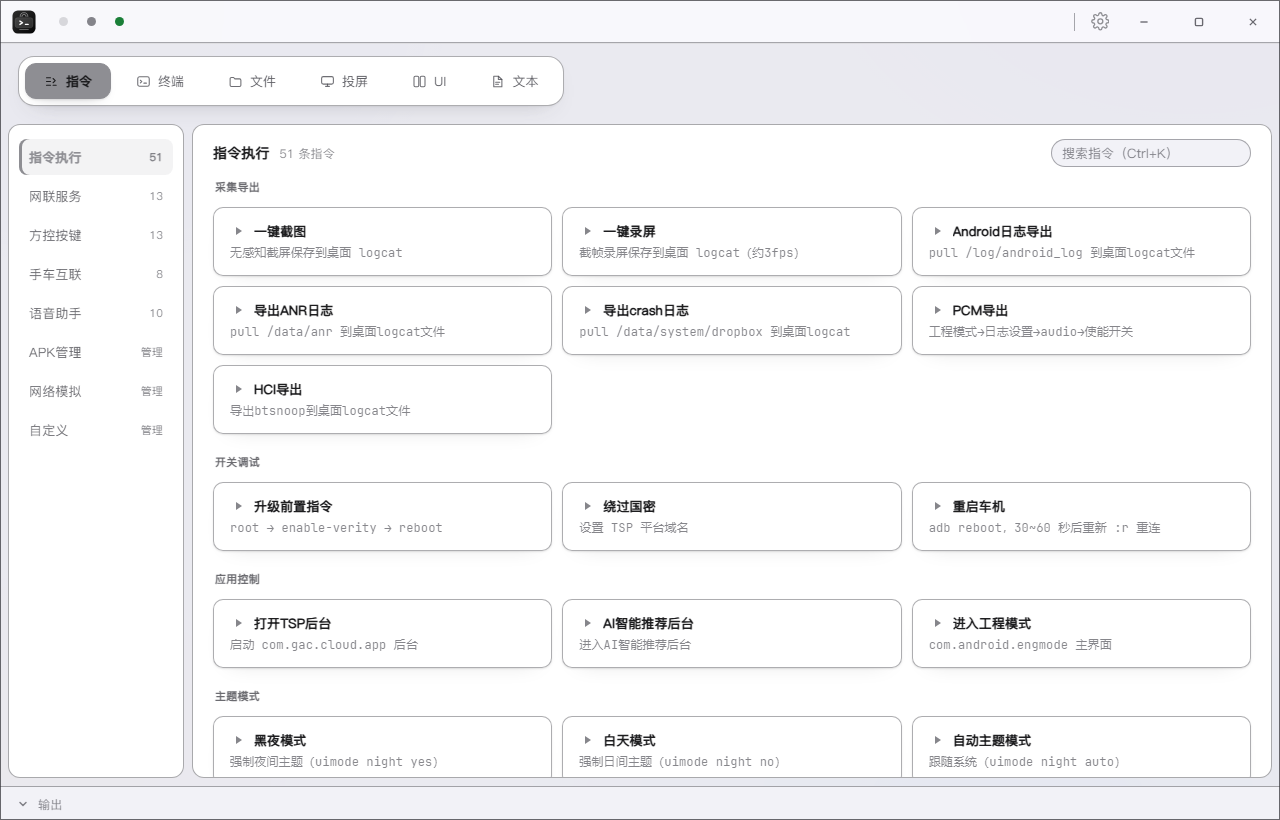 指令
终端
文件
投屏
UI
文本
指令执行 51
网联服务 13
方控按键 13
手车互联 8
语音助手 10
APK管理 管理
网络模拟 管理
自定义 管理
指令执行 51 条指令
搜索指令（Ctrl+K）
采集导出
一键截图
无感知截屏保存到桌面 logcat
一键录屏
截帧录屏保存到桌面 logcat（约3fps）
Android日志导出
pull /log/android_log 到桌面logcat文件
导出ANR日志
pull /data/anr 到桌面logcat文件
导出crash日志
pull /data/system/dropbox 到桌面logcat
PCM导出
工程模式→日志设置→audio→使能开关
HCI导出
导出btsnoop到桌面logcat文件
开关调试
升级前置指令
root → enable-verity → reboot
绕过国密
设置 TSP 平台域名
重启车机
adb reboot，30~60 秒后重新 :r 重连
应用控制
打开TSP后台
启动 com.gac.cloud.app 后台
AI智能推荐后台
进入AI智能推荐后台
进入工程模式
com.android.engmode 主界面
主题模式
黑夜模式
强制夜间主题（uimode night yes）
白天模式
强制日间主题（uimode night no）
自动主题模式
跟随系统（uimode night auto）
输出